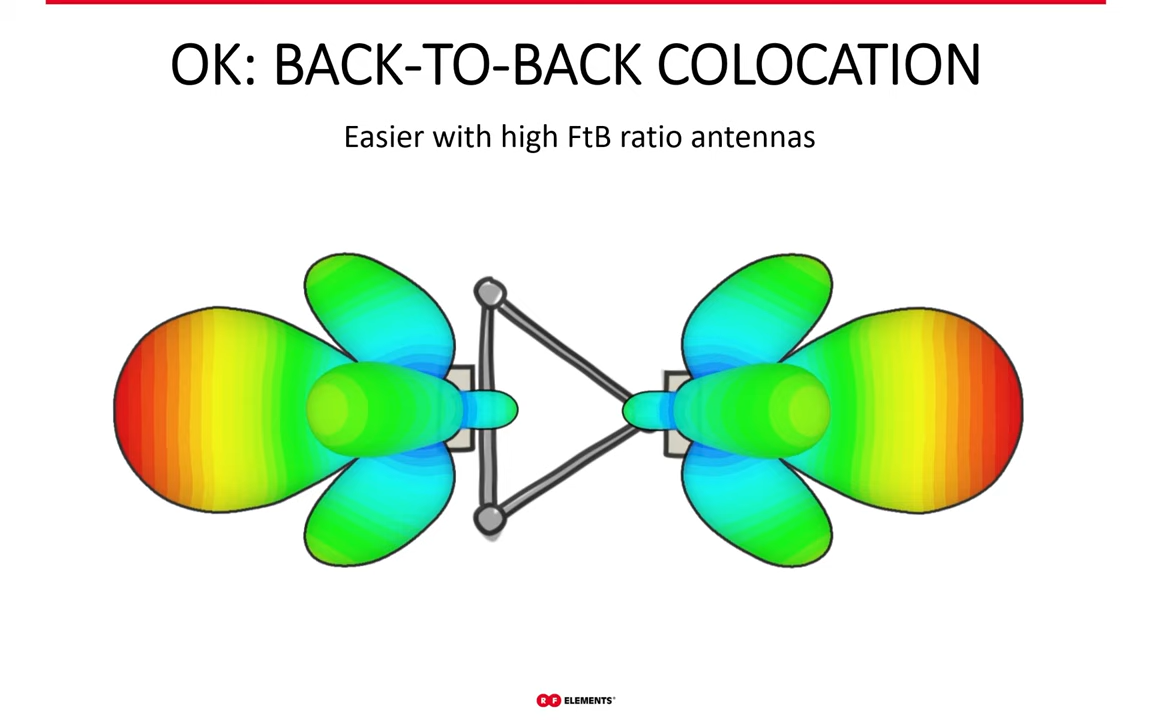 OK: BACK-TO-BACK COLOCATION
Easier with high FtB ratio antennas
RF ELEMENTS®